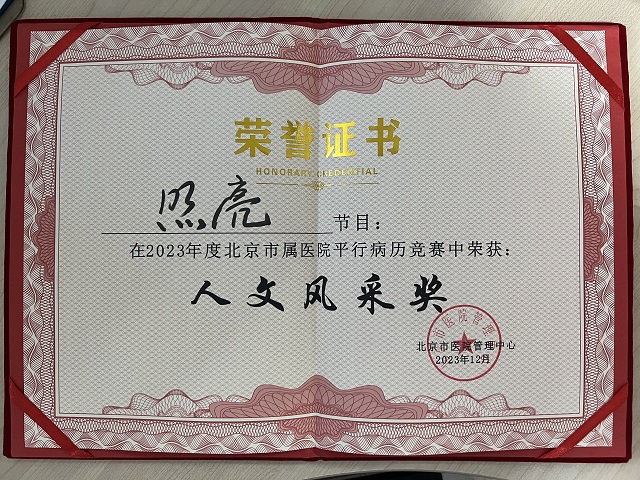 荣誉证书
HONORARY CREDENTIAL
照亮 节目：
在2023年度北京市属医院平行病历竞赛中荣获：
人文风采奖
北京市医院管理中心
2023年12月